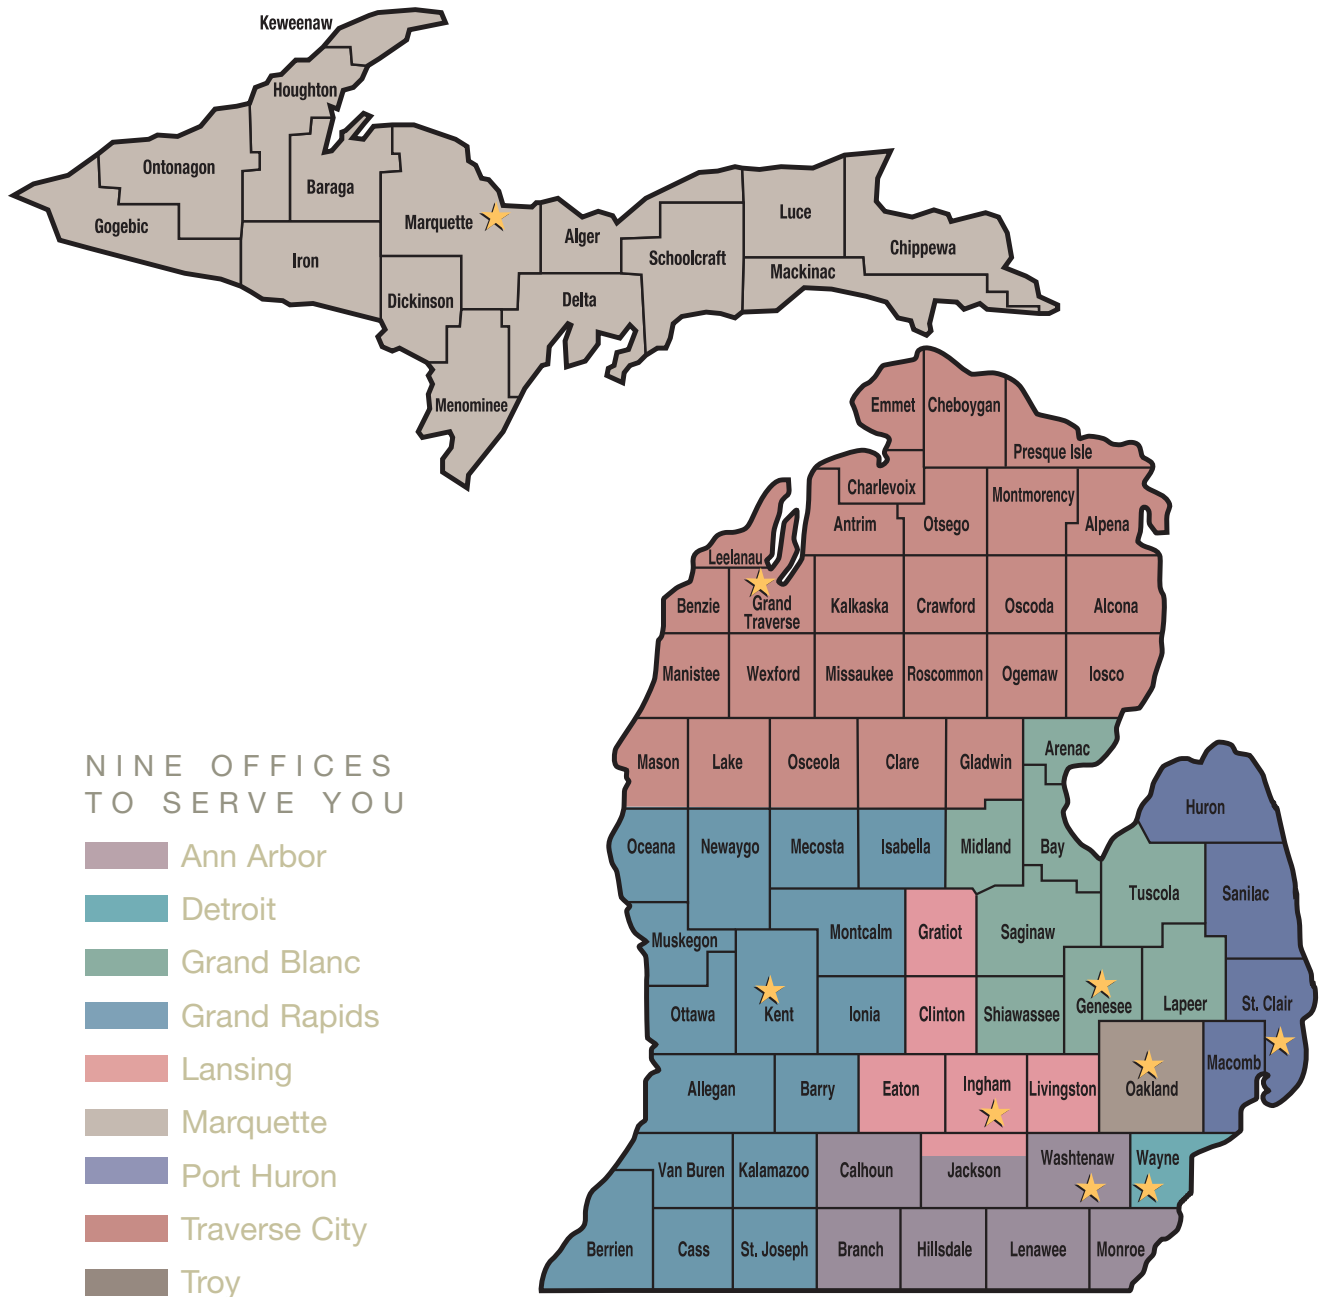 Keweenaw
Houghton
Ontonagon
Baraga
Gogebic
Marquette
Iron
Alger
Luce
Chippewa
Schoolcraft
Mackinac
Dickinson
Delta
Menominee
Emmet
Cheboygan
Presque Isle
Charlevoix
Montmorency
Antrim
Otsego
Alpena
Leelanau
Benzie
Grand
Traverse
Kalkaska
Crawford
Oscoda
Alcona
Manistee
Wexford
Missaukee
Roscommon
Ogemaw
Iosco
Mason
Lake
Osceola
Clare
Gladwin
Arenac
Huron
Oceana
Newaygo
Mecosta
Isabella
Midland
Bay
Tuscola
Sanilac
Muskegon
Montcalm
Gratiot
Saginaw
Ottawa
Kent
Ionia
Clinton
Shiawassee
Genesee
Lapeer
St. Clair
Allegan
Barry
Eaton
Ingham
Livingston
Oakland
Macomb
Van Buren
Kalamazoo
Calhoun
Jackson
Washtenaw
Wayne
Berrien
Cass
St. Joseph
Branch
Hillsdale
Lenawee
Monroe
NINE OFFICES
TO SERVE YOU
Ann Arbor
Detroit
Grand Blanc
Grand Rapids
Lansing
Marquette
Port Huron
Traverse City
Troy